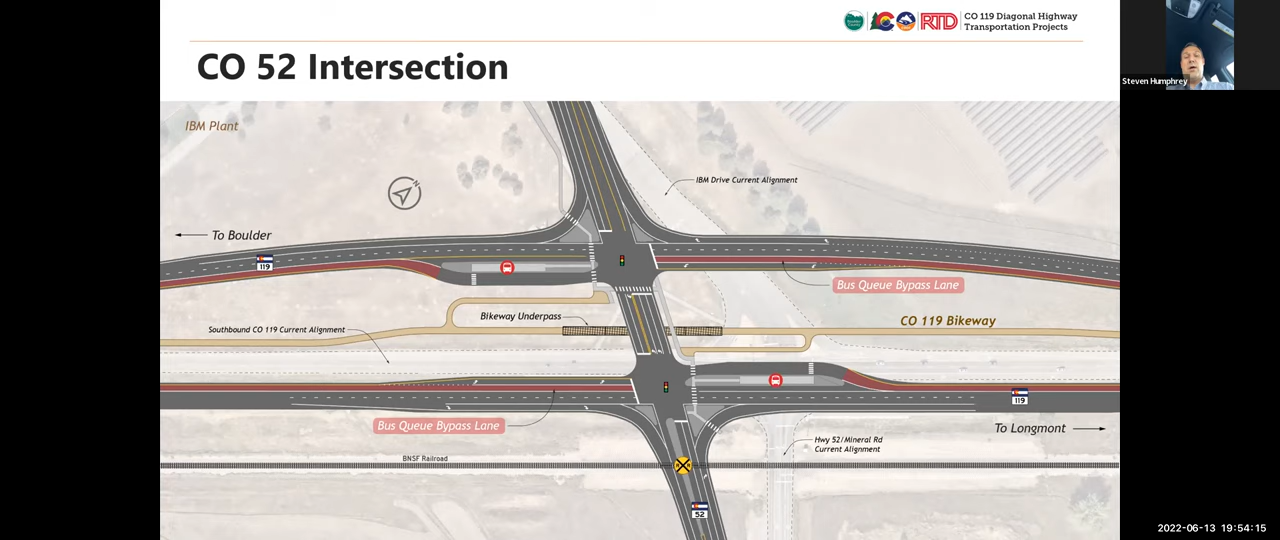 RTD
CO 119 Diagonal Highway
Transportation Projects
Steven Humphrey
CO 52 Intersection
IBM Plant
N
IBM Drive Current Alignment
To Boulder
119
Bus Queue Bypass Lane
Bikeway Underpass
CO 119 Bikeway
Southbound CO 119 Current Alignment
119
Bus Queue Bypass Lane
To Longmont
Hwy 52/Mineral Rd
Current Alignment
BNSF Railroad
52
2022-06-13 19:54:15